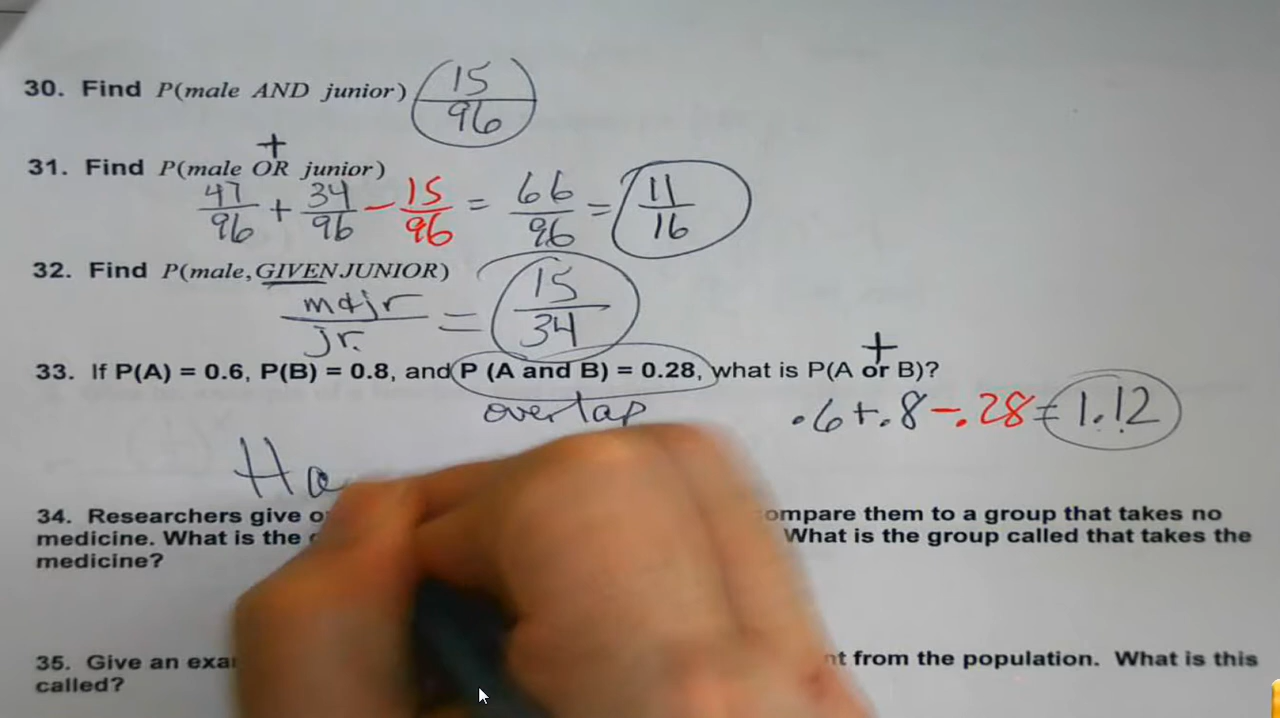 30. Find P(male AND junior) 15/96
+
31. Find P(male OR junior)
47/96 + 34/96 - 15/96 = 66/96 = 11/16
32. Find P(male, GIVEN JUNIOR)
m&jr/jr. = 15/34
+
33. If P(A) = 0.6, P(B) = 0.8, and P (A and B) = 0.28, what is P(A or B)?
overlap .6+.8-.28=1.12
Ha
34. Researchers give ompare them to a group that takes no
medicine. What is the What is the group called that takes the
medicine?
35. Give an from the population. What is this
called?